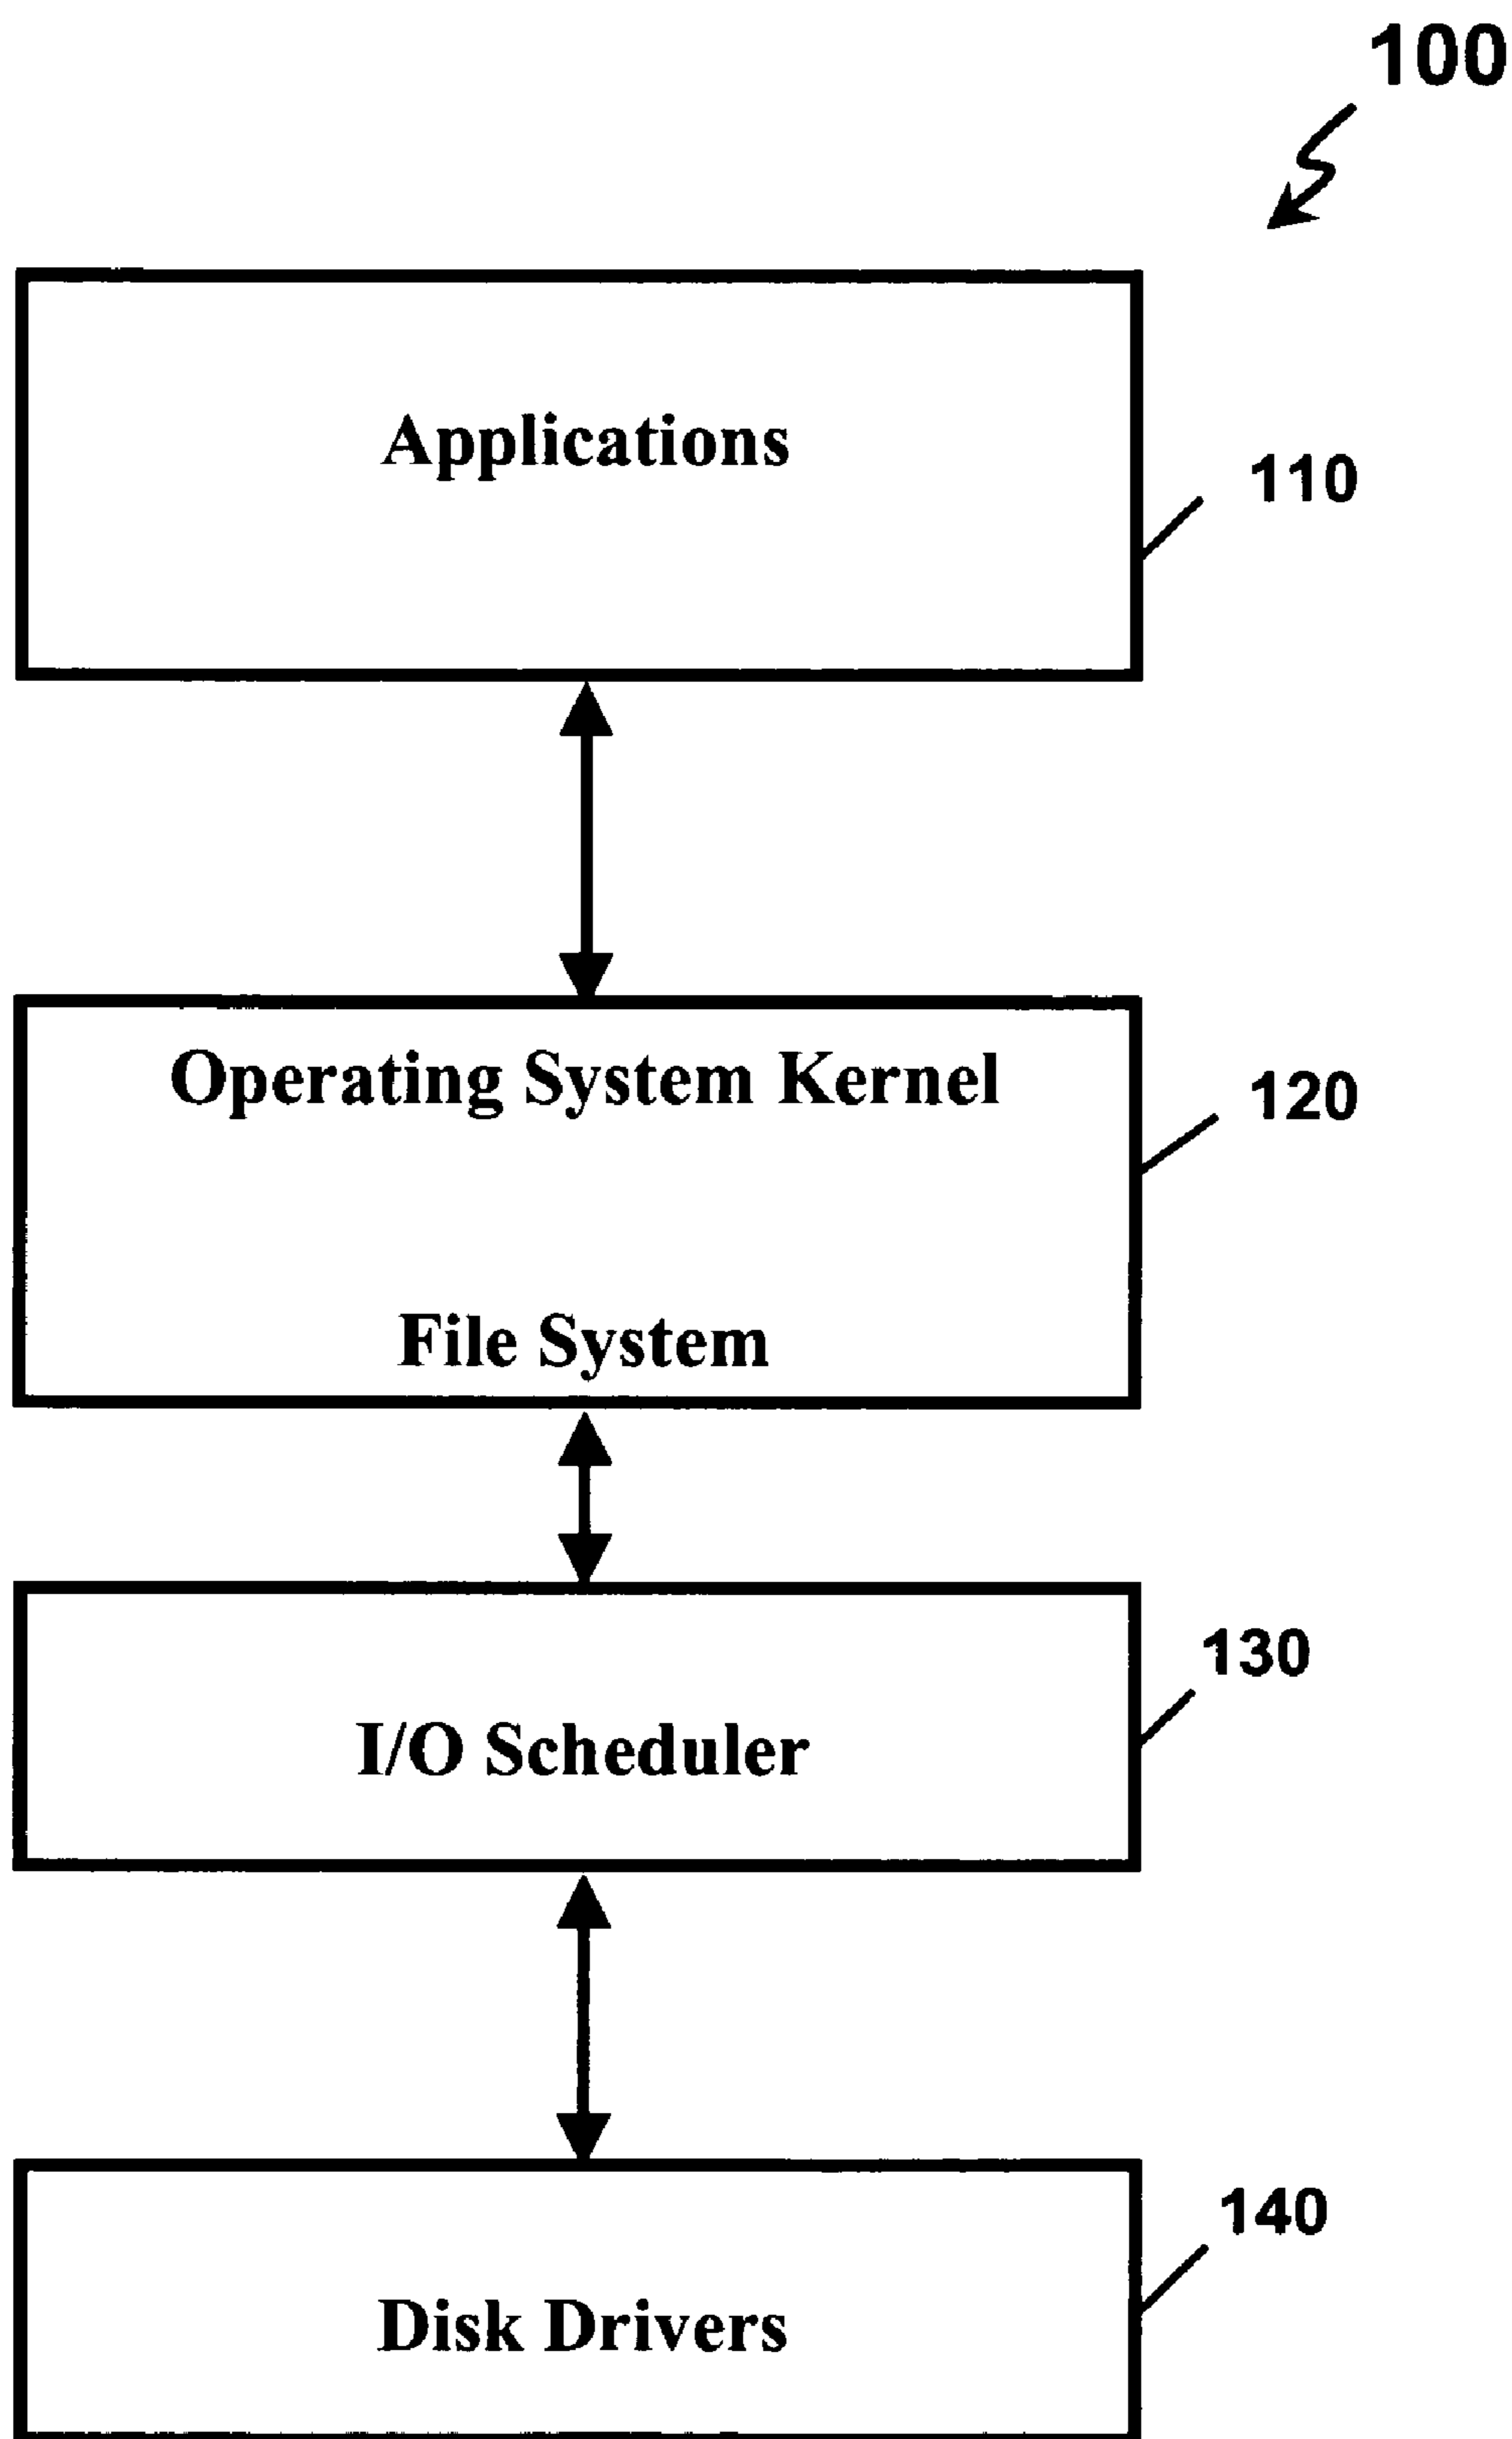 100
Applications
110
Operating System Kernel
120
File System
130
I/O Scheduler
140
Disk Drivers